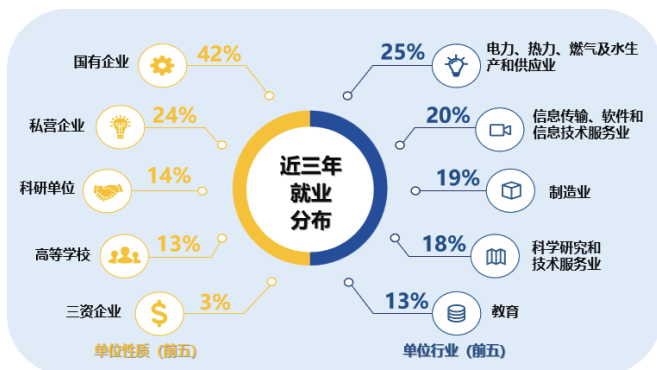 国有企业
42%
私营企业
24%
科研单位
14%
高等学校
13%
三资企业
$
3%
单位性质（前五）
近三年
就业
分布
25%
电力、热力、燃气及水生
产和供应业
20%
信息传输、软件和
信息技术服务业
19%
制造业
18%
科学研究和
技术服务业
13%
教育
单位行业（前五）